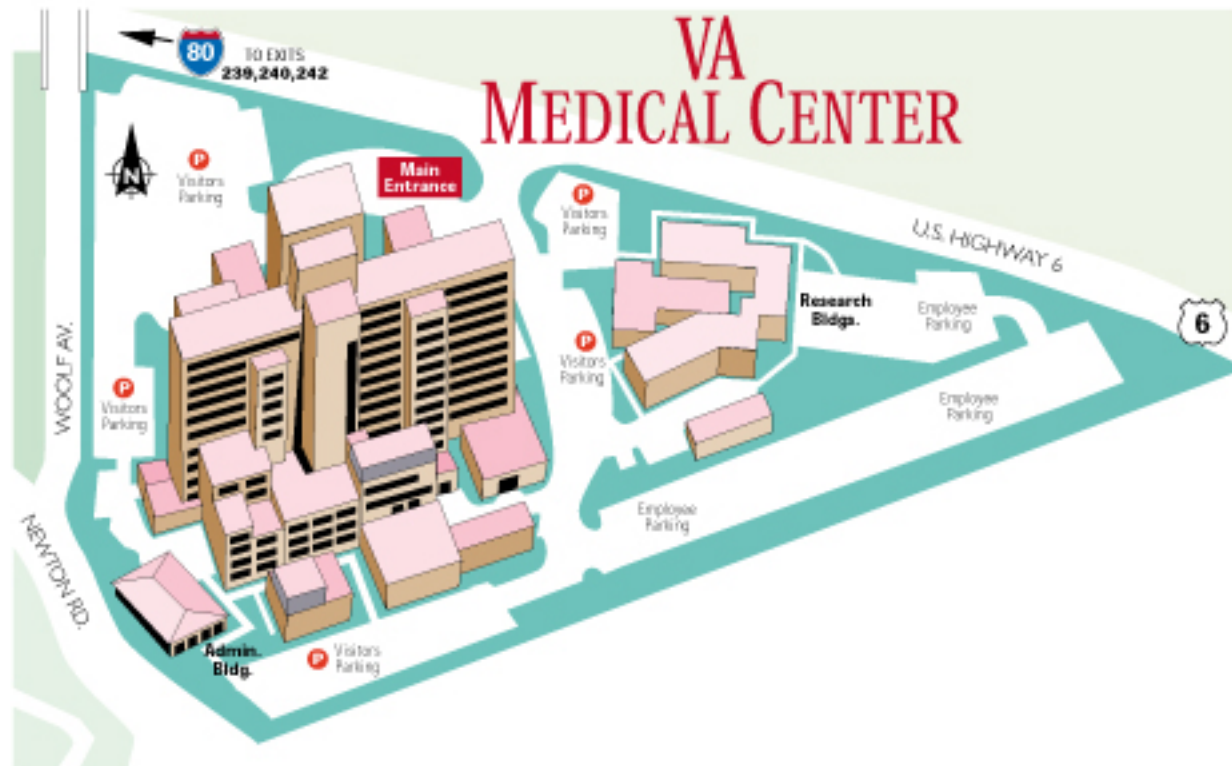 VA
MEDICAL CENTER
80
TO EXITS
239,240,242
N
P
Visitors
Parking
Main
Entrance
P
Visitors
Parking
U.S. HIGHWAY 6
6
Research
Bldgs.
Employee
Parking
P
Visitors
Parking
WOOLF AV.
P
Visitors
Parking
Employee
Parking
Employee
Parking
NEWTON RD.
Admin.
Bldg.
P
Visitors
Parking